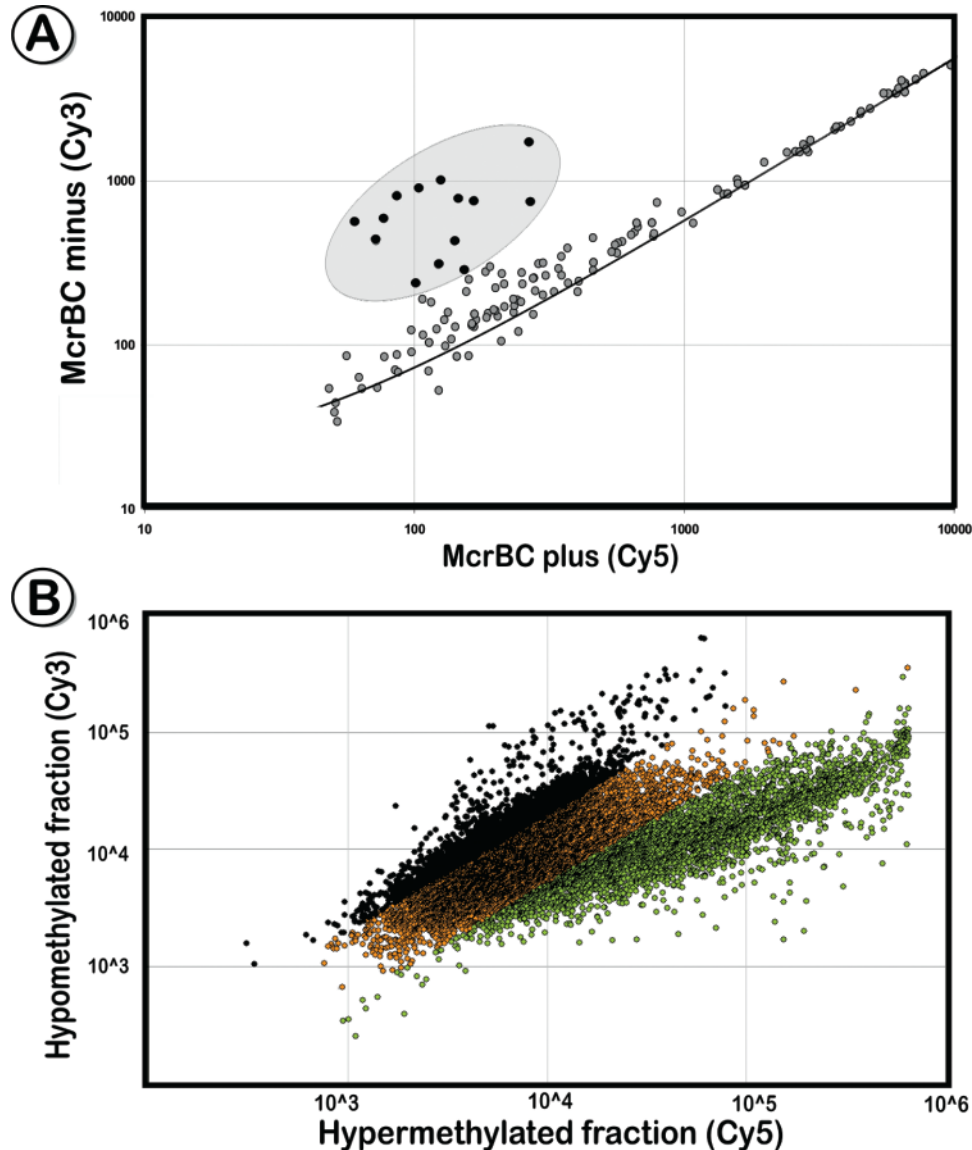 A
10000
1000
100
10
McrBC minus (Cy3)
10
100
1000
10000
McrBC plus (Cy5)
B
10^6
10^5
10^4
10^3
Hypomethylated fraction (Cy3)
10^3
10^4
10^5
10^6
Hypermethylated fraction (Cy5)